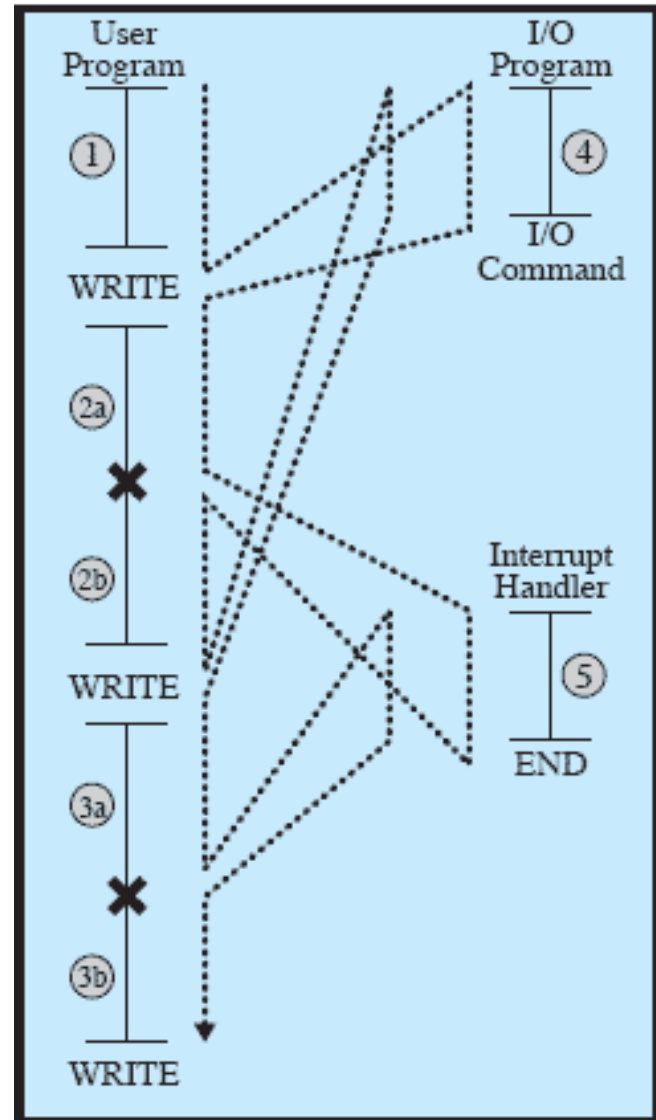 User
Program
1
WRITE
2a
2b
WRITE
3a
3b
WRITE
I/O
Program
4
I/O
Command
Interrupt
Handler
5
END